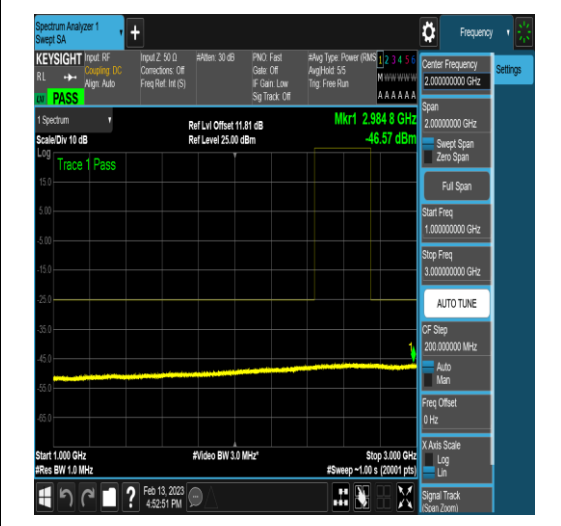 Spectrum Analyzer 1
Swept SA
+
Frequency
KEYSIGHT
RL
PASS
Input: RF
Coupling: DC
Align: Auto
Input Z: 50 Ω
Corrections: Off
Freq Ref: Int (S)
#Atten: 30 dB
PNO: Fast
Gate: Off
IF Gain: Low
Sig Track: Off
#Avg Type: Power (RMS
Avg|Hold: 5/5
Trig: Free Run
1 2 3 4 5 6
M w w w w w
A A A A A A
Center Frequency
2.000000000 GHz
Settings
Span
2.00000000 GHz
Swept Span
Zero Span
Full Span
Start Freq
1.000000000 GHz
Stop Freq
3.000000000 GHz
AUTO TUNE
CF Step
200.000000 MHz
Auto
Man
Freq Offset
0 Hz
X Axis Scale
Log
Lin
Signal Track
(Span Zoom)
1 Spectrum
Scale/Div 10 dB
Ref Lvl Offset 11.81 dB
Ref Level 25.00 dBm
Mkr1 2.984 8 GHz
-46.57 dBm
Log
Trace 1 Pass
15.0
5.00
-5.00
-15.0
-25.0
-35.0
-45.0
-55.0
-65.0
1
Start 1.000 GHz
#Res BW 1.0 MHz
#Video BW 3.0 MHz*
Stop 3.000 GHz
#Sweep ~1.00 s (20001 pts)
?
Feb 13, 2023
4:52:51 PM